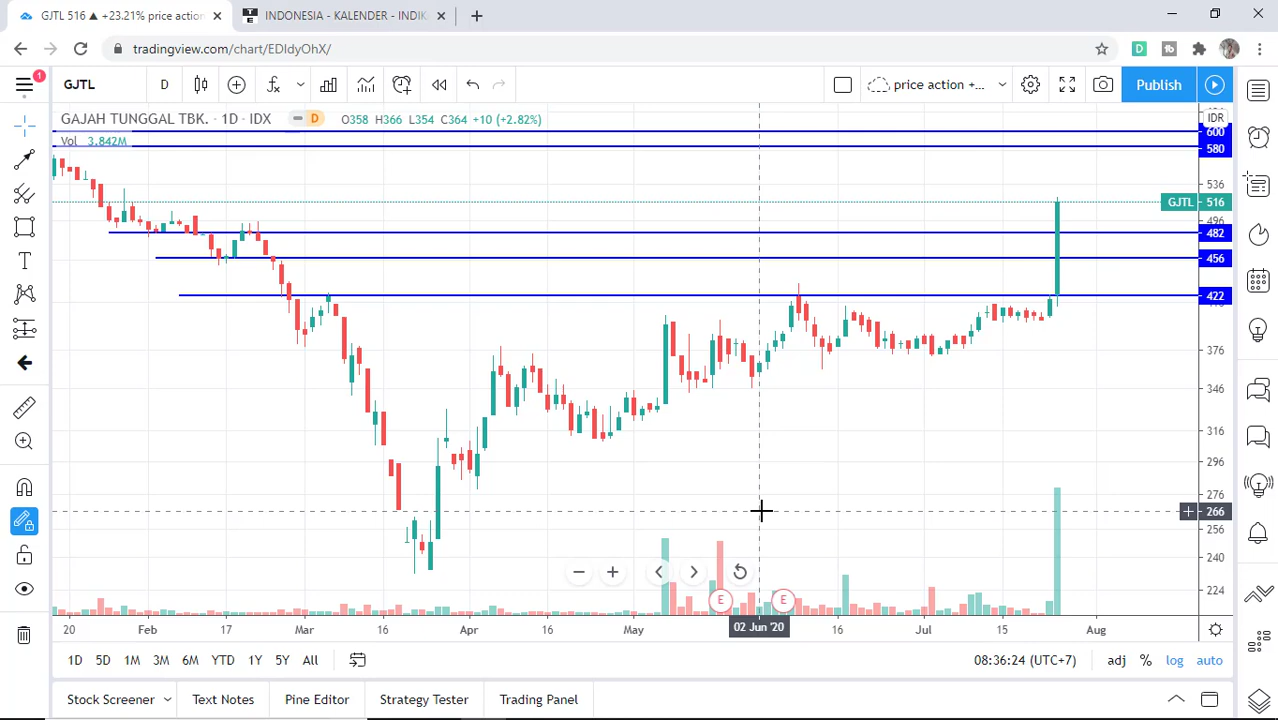 GJTL 516 ▲ +23.21% price action
INDONESIA - KALENDER - INDIK
tradingview.com/chart/EDIdyOhX/
1
GJTL
D
price action +...
Publish
GAJAH TUNGGAL TBK. · 1D · IDX
D
O358 H366 L354 C364 +10 (+2.82%)
Vol 3.842M
IDR
600
580
536
GJTL 516
496
482
456
422
376
346
316
296
276
266
256
240
224
E
E
20
Feb
17
Mar
16
Apr
16
May
02 Jun '20
16
Jul
15
Aug
1D 5D 1M 3M 6M YTD 1Y 5Y All
08:36:24 (UTC+7)
adj % log auto
Stock Screener
Text Notes
Pine Editor
Strategy Tester
Trading Panel